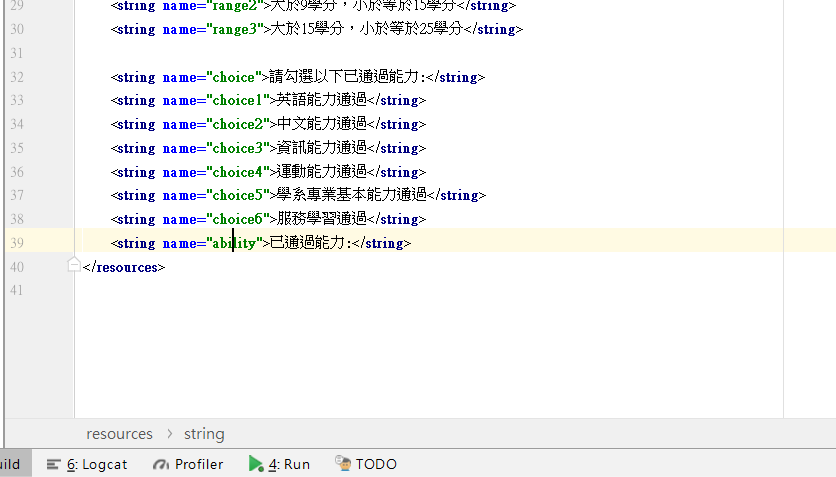 29 <string name="range2">大於9學分，小於等於15學分</string>
30 <string name="range3">大於15學分，小於等於25學分</string>
31
32 <string name="choice">請勾選以下已通過能力:</string>
33 <string name="choice1">英語能力通過</string>
34 <string name="choice2">中文能力通過</string>
35 <string name="choice3">資訊能力通過</string>
36 <string name="choice4">運動能力通過</string>
37 <string name="choice5">學系專業基本能力通過</string>
38 <string name="choice6">服務學習通過</string>
39 <string name="ability">已通過能力:</string>
40 </resources>
41
resources › string
uild 6: Logcat Profiler 4: Run TODO